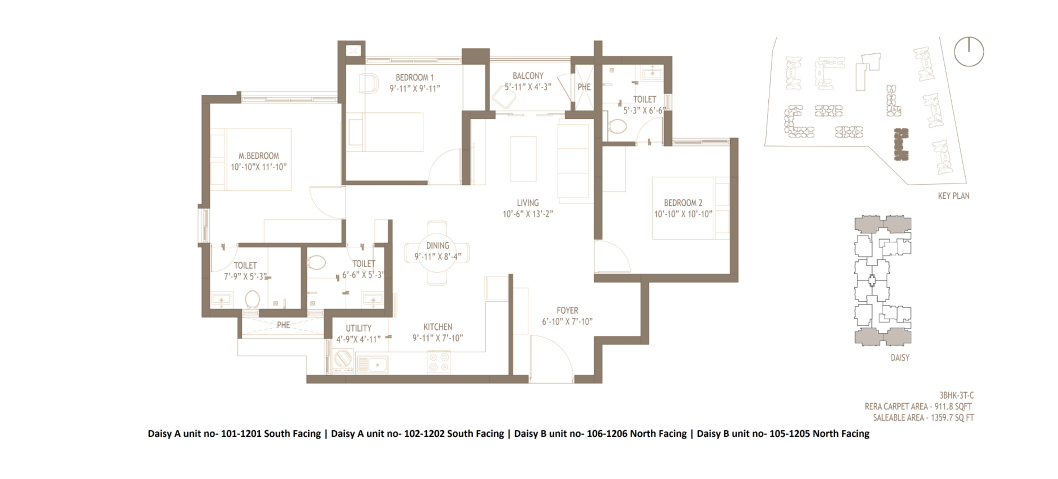 BEDROOM 1
9'-11" X 9'-11"
BALCONY
5'-11" X 4'-3"
PHE
TOILET
5'-3" X 6'-6"
M.BEDROOM
10'-10"X 11'-10"
LIVING
10'-6" X 13'-2"
BEDROOM 2
10'-10" X 10'-10"
KEY PLAN
DINING
9'-11" X 8'-4"
TOILET
7'-9" X 5'-3"
TOILET
6'-6" X 5'-3"
PHE
UTILITY
4'-9"X 4'-11"
KITCHEN
9'-11" X 7'-10"
FOYER
6'-10" X 7'-10"
DAISY
3BHK-3T-C
RERA CARPET AREA - 911.8 SQFT
SALEABLE AREA - 1359.7 SQ FT
Daisy A unit no- 101-1201 South Facing | Daisy A unit no- 102-1202 South Facing | Daisy B unit no- 106-1206 North Facing | Daisy B unit no- 105-1205 North Facing